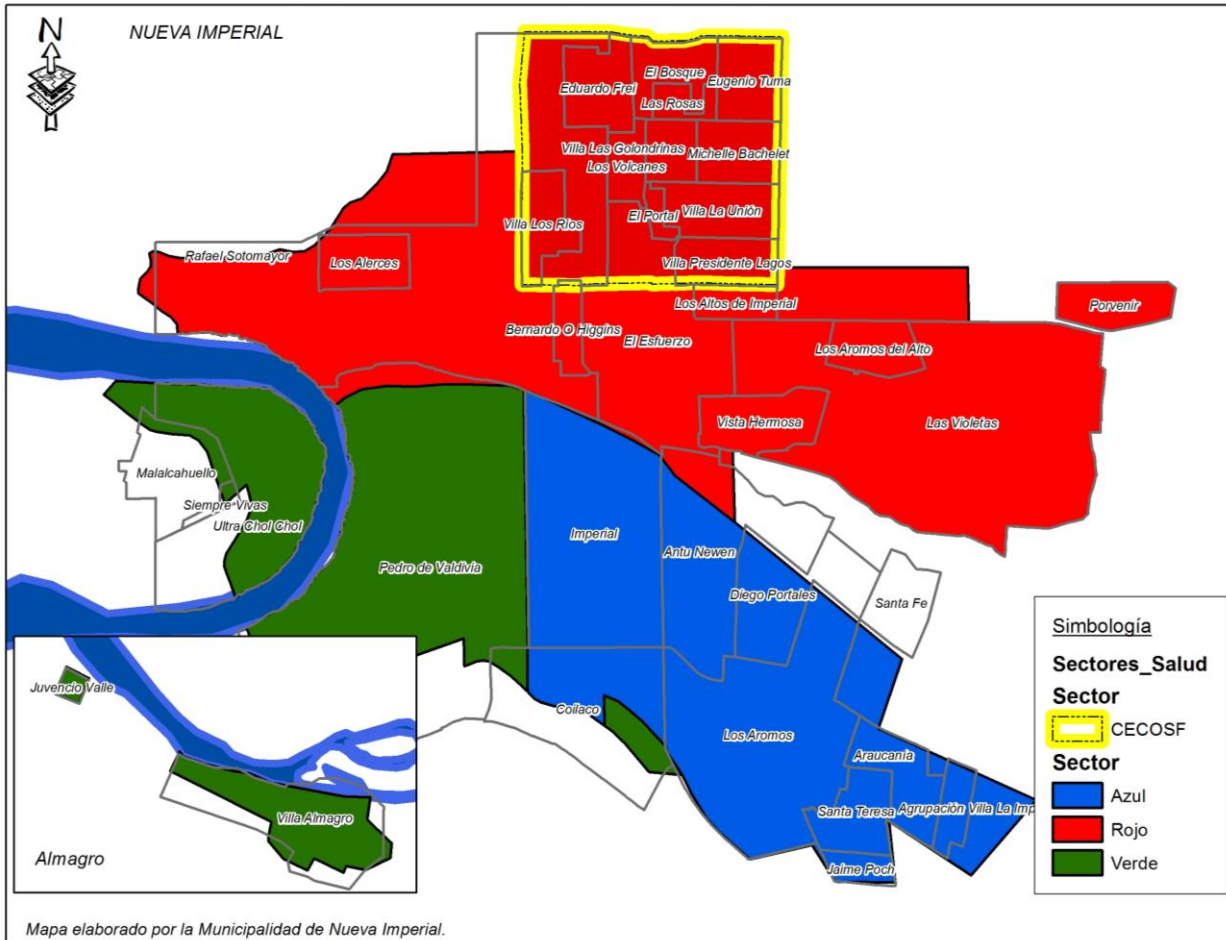 N
NUEVA IMPERIAL
El Bosque
Eduardo Frei
Eugenio Tuma
Las Rosas
Villa Las Golondrinas
Michelle Bachelet
Los Volcanes
Villa Los Ríos
El Portal
Villa La Unión
Rafael Sotomayor
Los Alerces
Villa Presidente Lagos
Los Altos de Imperial
Porvenir
Bernardo O Higgins
El Esfuerzo
Los Aromos del Alto
Vista Hermosa
Las Violetas
Malalcahuello
Siempre Vivas
Ultra Chol Chol
Imperial
Antu Newen
Pedro de Valdivia
Diego Portales
Santa Fe
Coilaco
Los Aromos
Araucanía
Santa Teresa
Agrupación
Villa La Imp
Jaime Poch
Juvencio Valle
Villa Almagro
Almagro
Simbología
Sectores_Salud
Sector
CECOSF
Sector
Azul
Rojo
Verde
Mapa elaborado por la Municipalidad de Nueva Imperial.